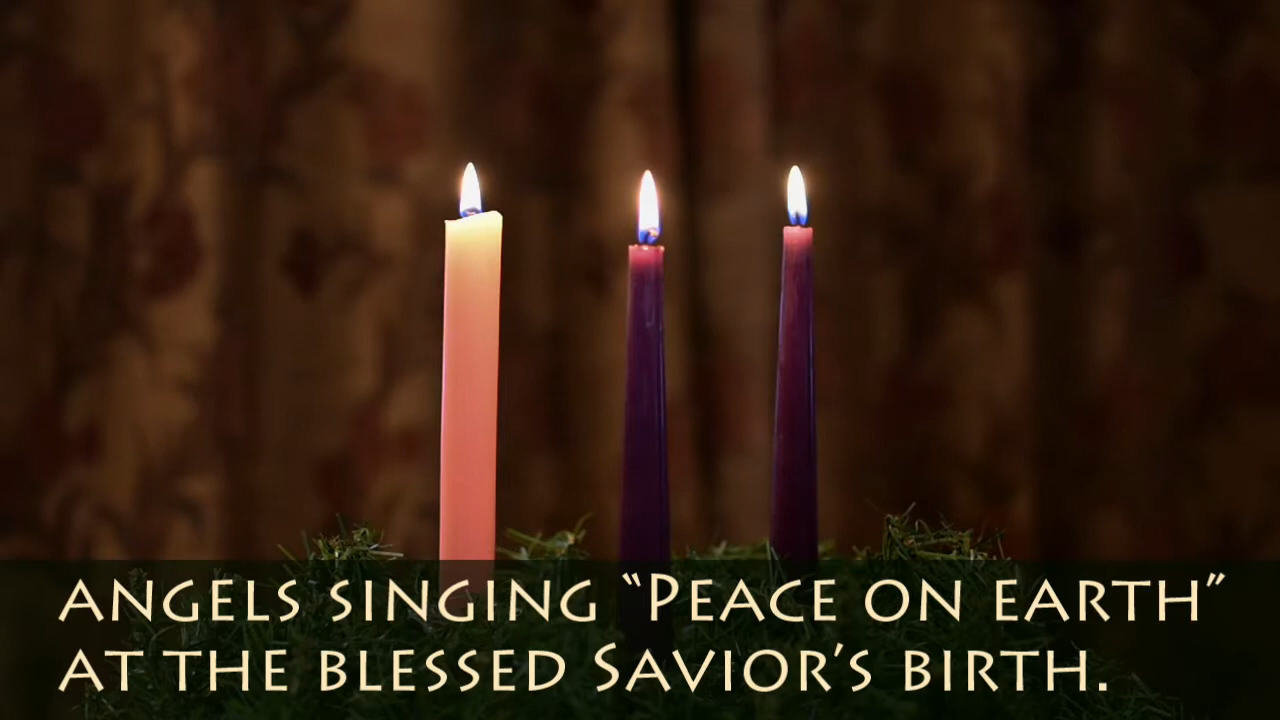 angels singing “Peace on earth”
at the blessed Savior’s birth.